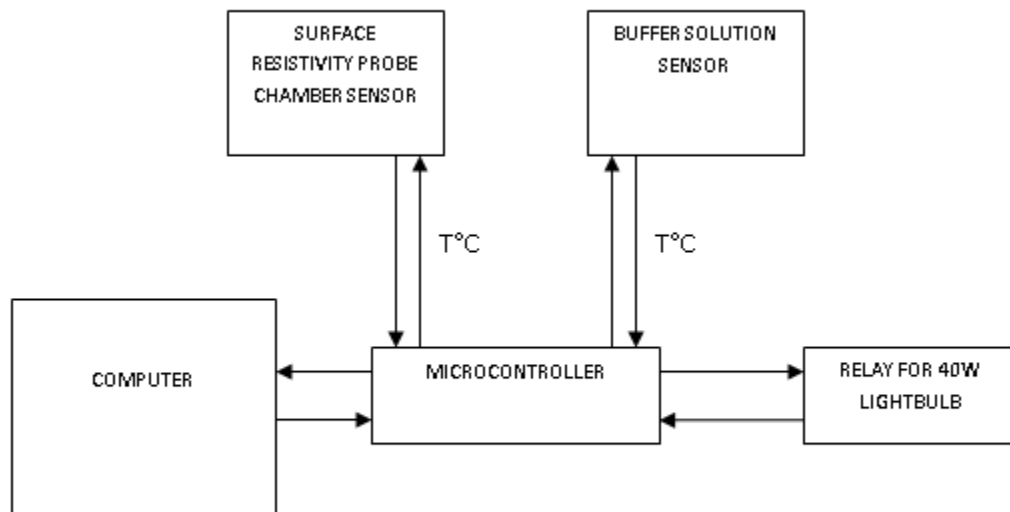 SURFACE
RESISTIVITY PROBE
CHAMBER SENSOR
BUFFER SOLUTION
SENSOR
T°C
T°C
COMPUTER
MICROCONTROLLER
RELAY FOR 40W
LIGHTBULB